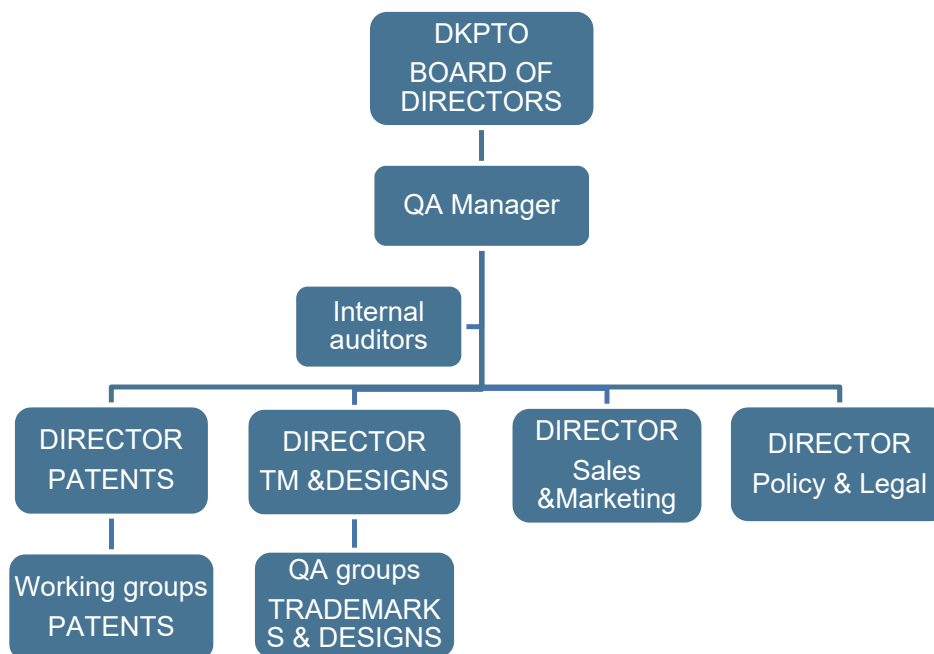 DKPTO
BOARD OF
DIRECTORS
QA Manager
Internal
auditors
DIRECTOR
PATENTS
DIRECTOR
TM &DESIGNS
DIRECTOR
Sales
&Marketing
DIRECTOR
Policy & Legal
Working groups
PATENTS
QA groups
TRADEMARK
S & DESIGNS